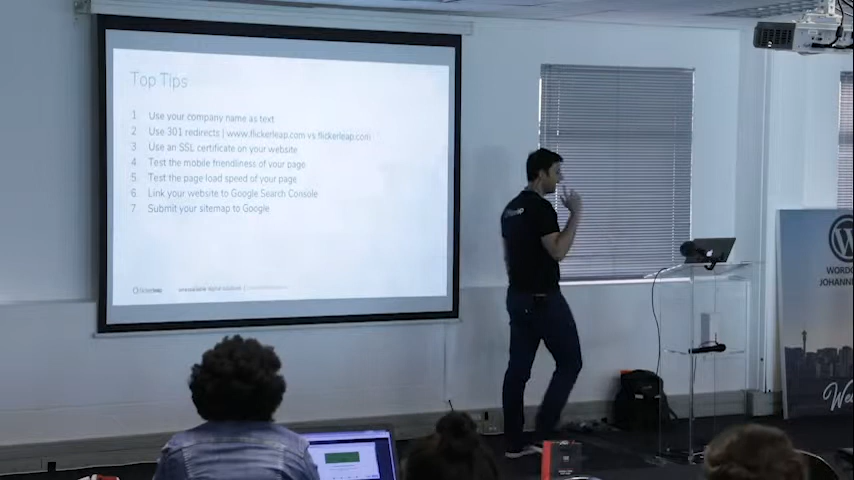 Top Tips
1 Use your company name as text
2 Use 301 redirects | www.flickerleap.com vs flickerleap.com
3 Use an SSL certificate on your website
4 Test the mobile friendliness of your page
5 Test the page load speed of your page
6. Link your website to Google Search Console
7. Submit your sitemap to Google
W
WORDC
JOHANNE
We